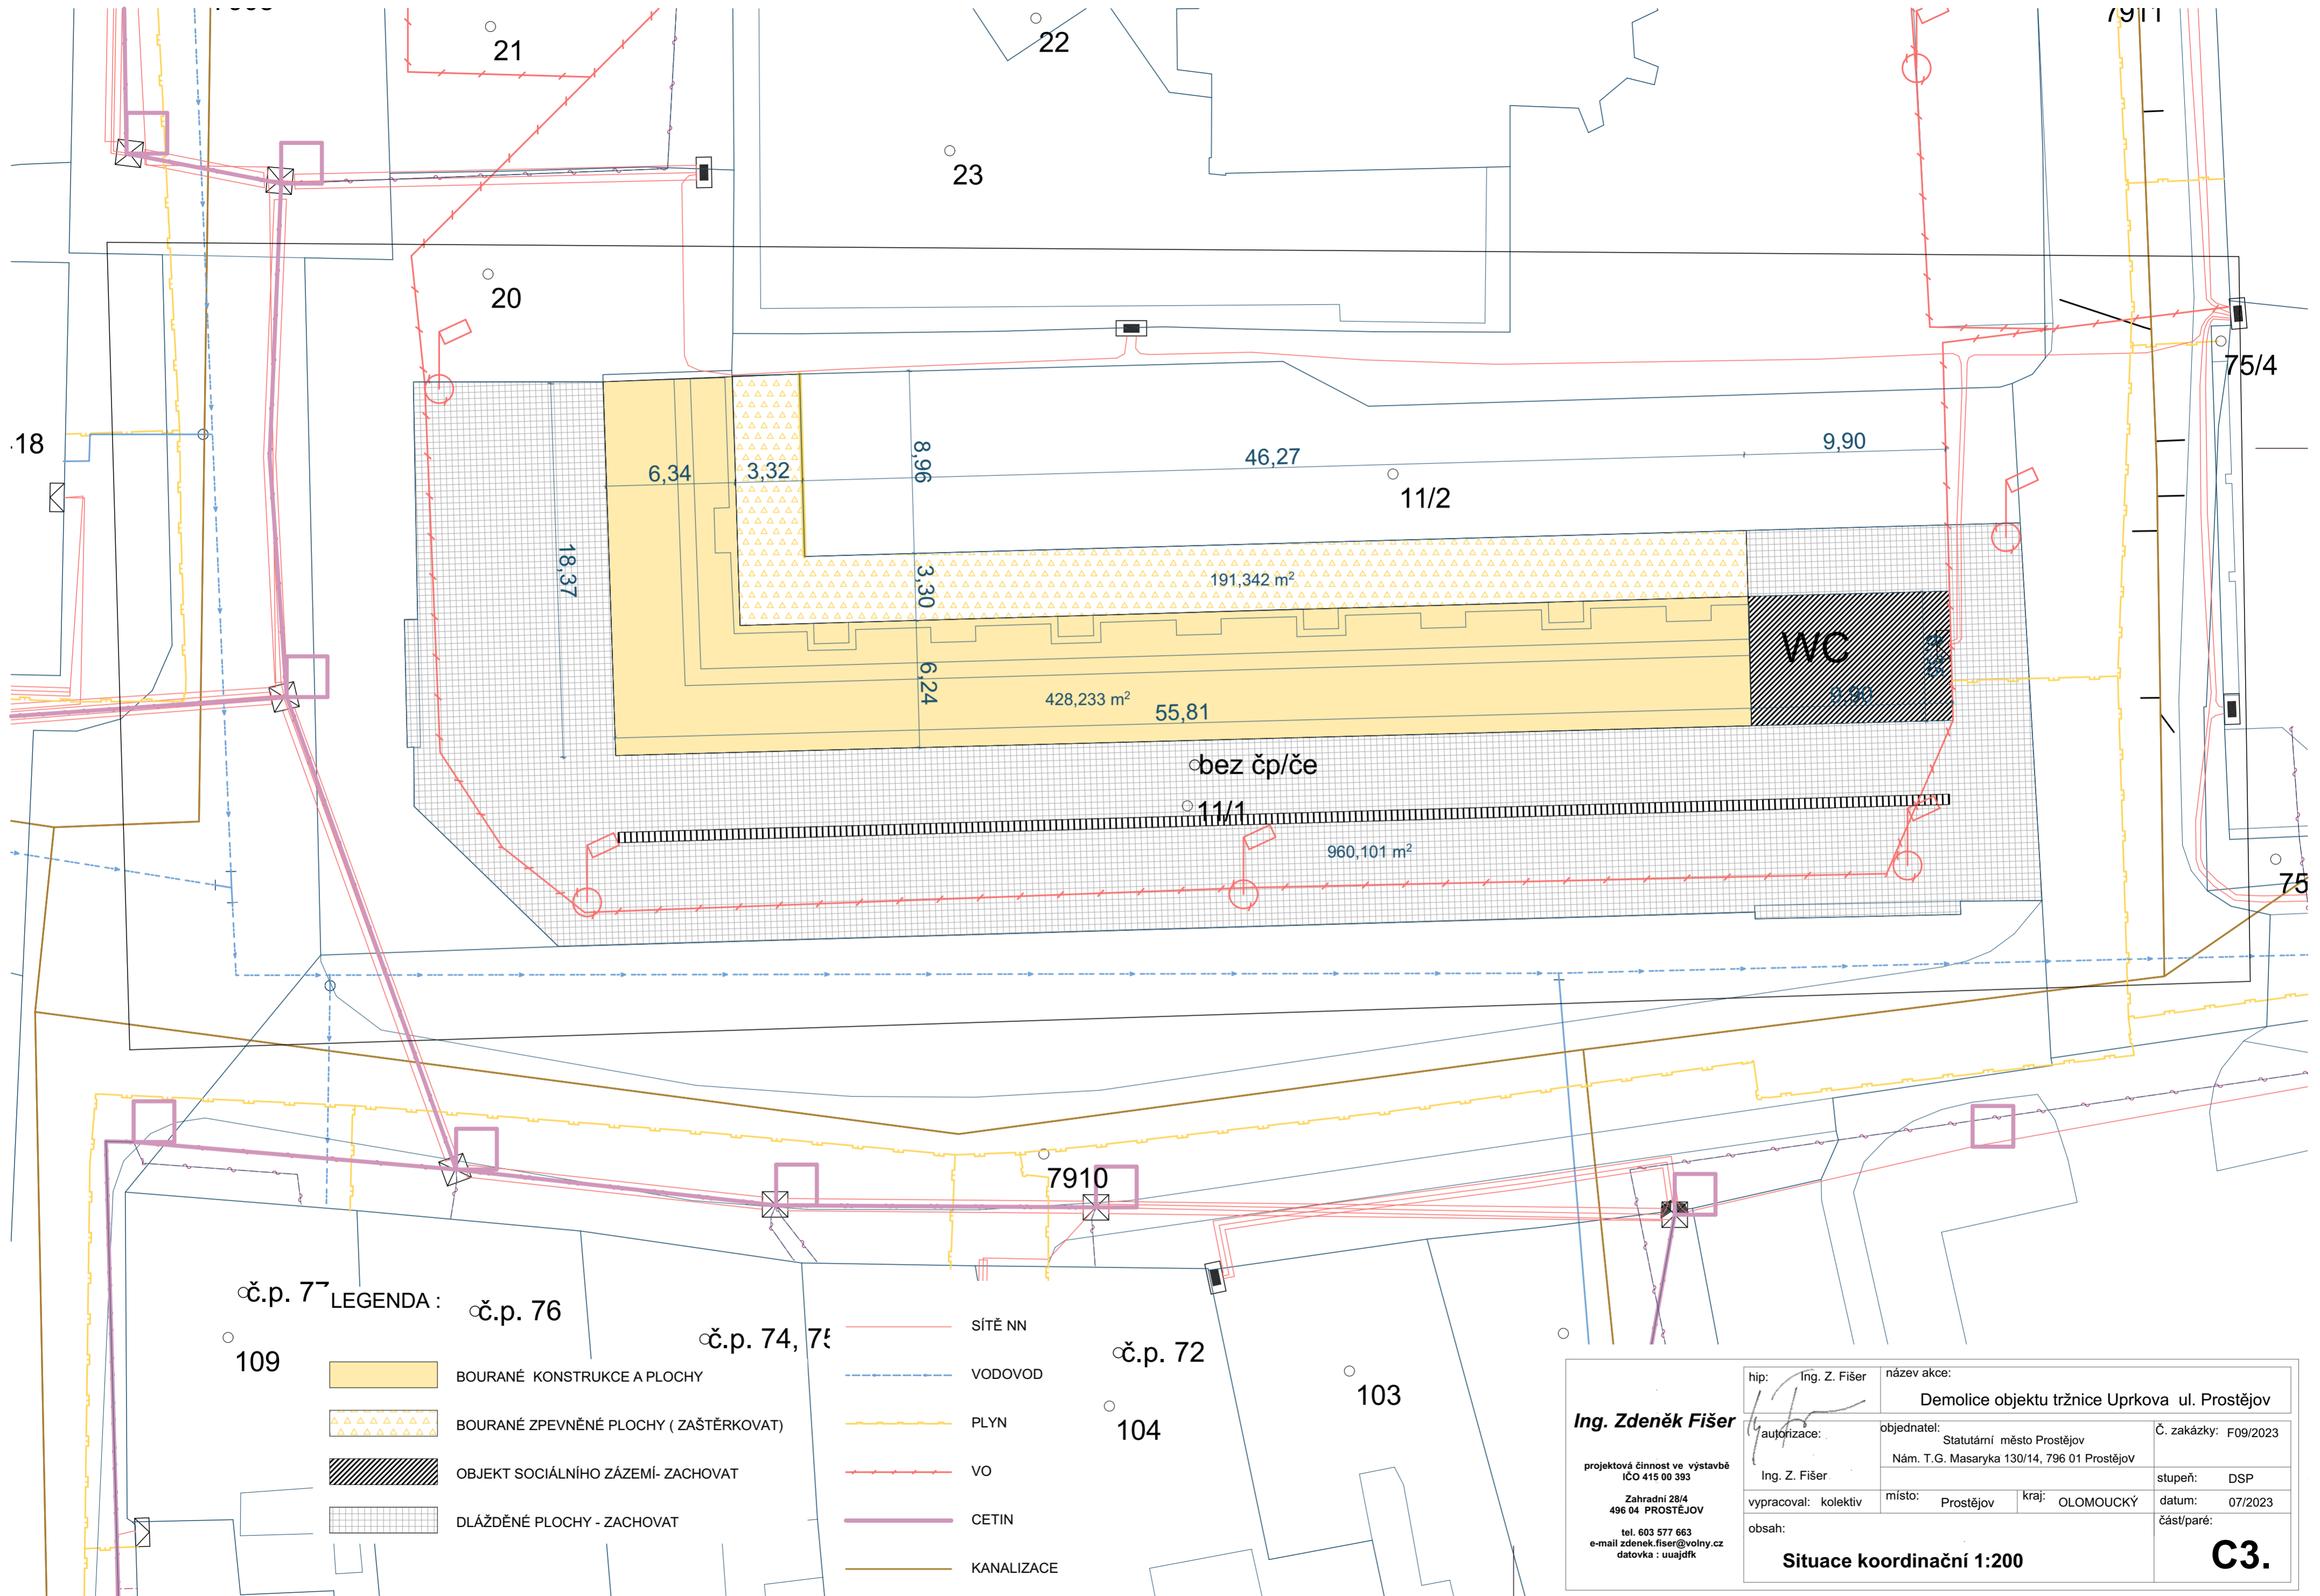 21
22
23
20
75/4
6,34
3,32
8,96
46,27
9,90
11/2
18,37
3,30
191,342 m²
WC
6,24
428,233 m²
55,81
9,90
bez čp/če
11/1
960,101 m²
7910
č.p. 76
109
č.p. 72
104
103
LEGENDA :
BOURANÉ KONSTRUKCE A PLOCHY
BOURANÉ ZPEVNĚNÉ PLOCHY ( ZAŠTĚRKOVAT)
OBJEKT SOCIÁLNÍHO ZÁZEMÍ- ZACHOVAT
DLÁŽDĚNÉ PLOCHY - ZACHOVAT
SÍTĚ NN
VODOVOD
PLYN
VO
CETIN
KANALIZACE
Ing. Zdeněk Fišer
projektová činnost ve výstavbě
IČO 415 00 393
Zahradní 28/4
496 04 PROSTĚJOV
tel. 603 577 663
e-mail zdenek.fiser@volny.cz
datovka : uuajdfk
hip: Ing. Z. Fišer
autorizace:
Ing. Z. Fišer
vypracoval: kolektiv
název akce:
Demolice objektu tržnice Uprkova ul. Prostějov
objednatel:
Statutární město Prostějov
Nám. T.G. Masaryka 130/14, 796 01 Prostějov
Č. zakázky: F09/2023
stupeň: DSP
místo: Prostějov
kraj: OLOMOUCKÝ
datum: 07/2023
obsah:
Situace koordinační 1:200
část/paré:
C3.